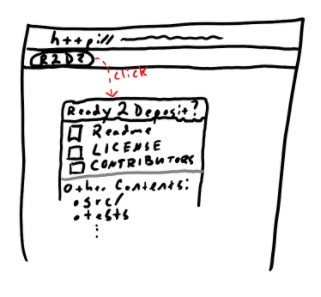 http://
R2D2
click
Ready 2 Deposit?
Readme
LICENSE
CONTRIBUTORS
Other Contents:
• src/
• tests
⋮